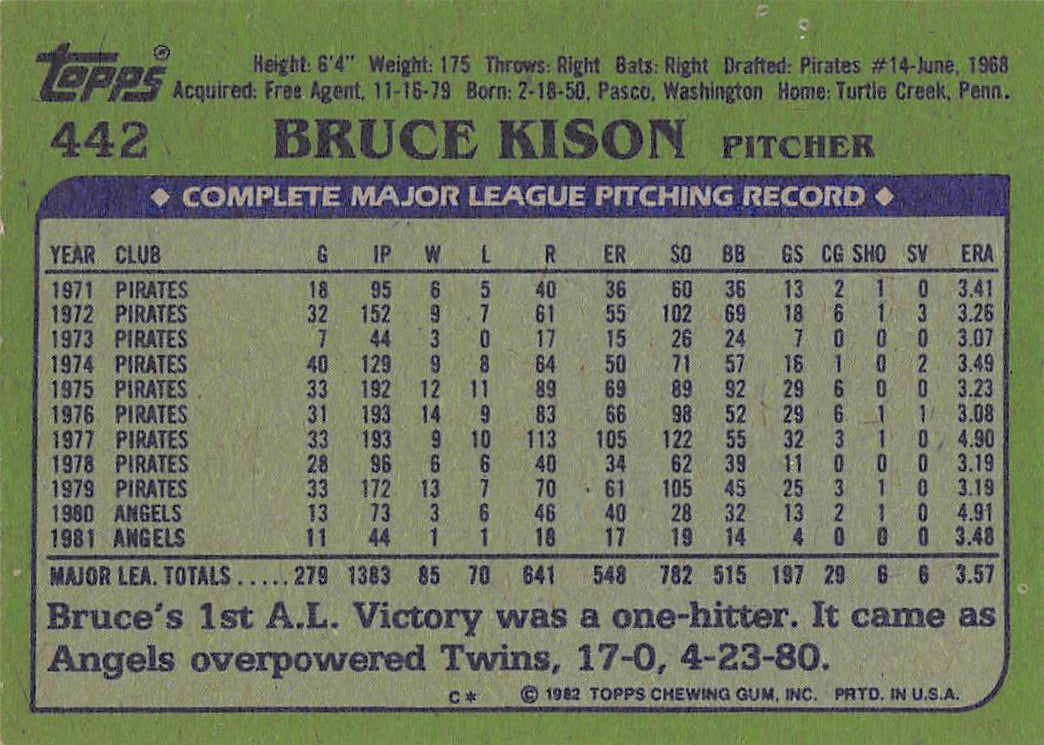 topps®
Height: 6'4" Weight: 175 Throws: Right Bats: Right Drafted: Pirates #14-June, 1968
Acquired: Free Agent, 11-16-79 Born: 2-18-50, Pasco, Washington Home: Turtle Creek, Penn.
442 BRUCE KISON PITCHER
◆ COMPLETE MAJOR LEAGUE PITCHING RECORD ◆
YEAR CLUB G IP W L R ER SO BB GS CG SHO SV ERA
1971 PIRATES 18 95 6 5 40 36 60 36 13 2 1 0 3.41
1972 PIRATES 32 152 9 7 61 55 102 69 18 6 1 3 3.26
1973 PIRATES 7 44 3 0 17 15 26 24 7 0 0 0 3.07
1974 PIRATES 40 129 9 8 64 50 71 57 16 1 0 2 3.49
1975 PIRATES 33 192 12 11 89 69 89 92 29 6 0 0 3.23
1976 PIRATES 31 193 14 9 83 66 98 52 29 6 1 1 3.08
1977 PIRATES 33 193 9 10 113 105 122 55 32 3 1 0 4.90
1978 PIRATES 28 96 6 6 40 34 62 39 11 0 0 0 3.19
1979 PIRATES 33 172 13 7 70 61 105 45 25 3 1 0 3.19
1980 ANGELS 13 73 3 6 46 40 28 32 13 2 1 0 4.91
1981 ANGELS 11 44 1 1 18 17 19 14 4 0 0 0 3.48
MAJOR LEA. TOTALS.....279 1383 85 70 641 548 782 515 197 29 6 6 3.57
Bruce's 1st A.L. Victory was a one-hitter. It came as
Angels overpowered Twins, 17-0, 4-23-80.
C* © 1982 TOPPS CHEWING GUM, INC. PRTD. IN U.S.A.